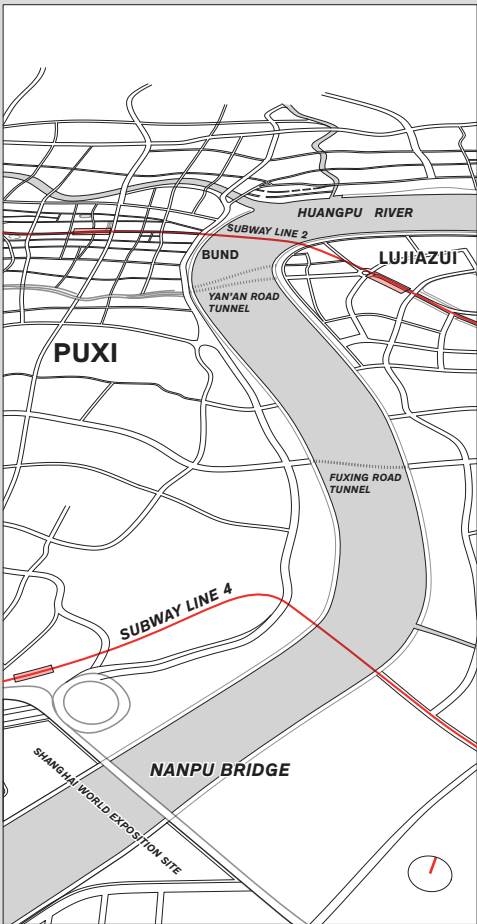 HUANGPU RIVER
SUBWAY LINE 2
BUND
LUJIAZUI
YAN'AN ROAD
TUNNEL
PUXI
FUXING ROAD
TUNNEL
SUBWAY LINE 4
NANPU BRIDGE
SHANGHAI WORLD EXPOSITION SITE